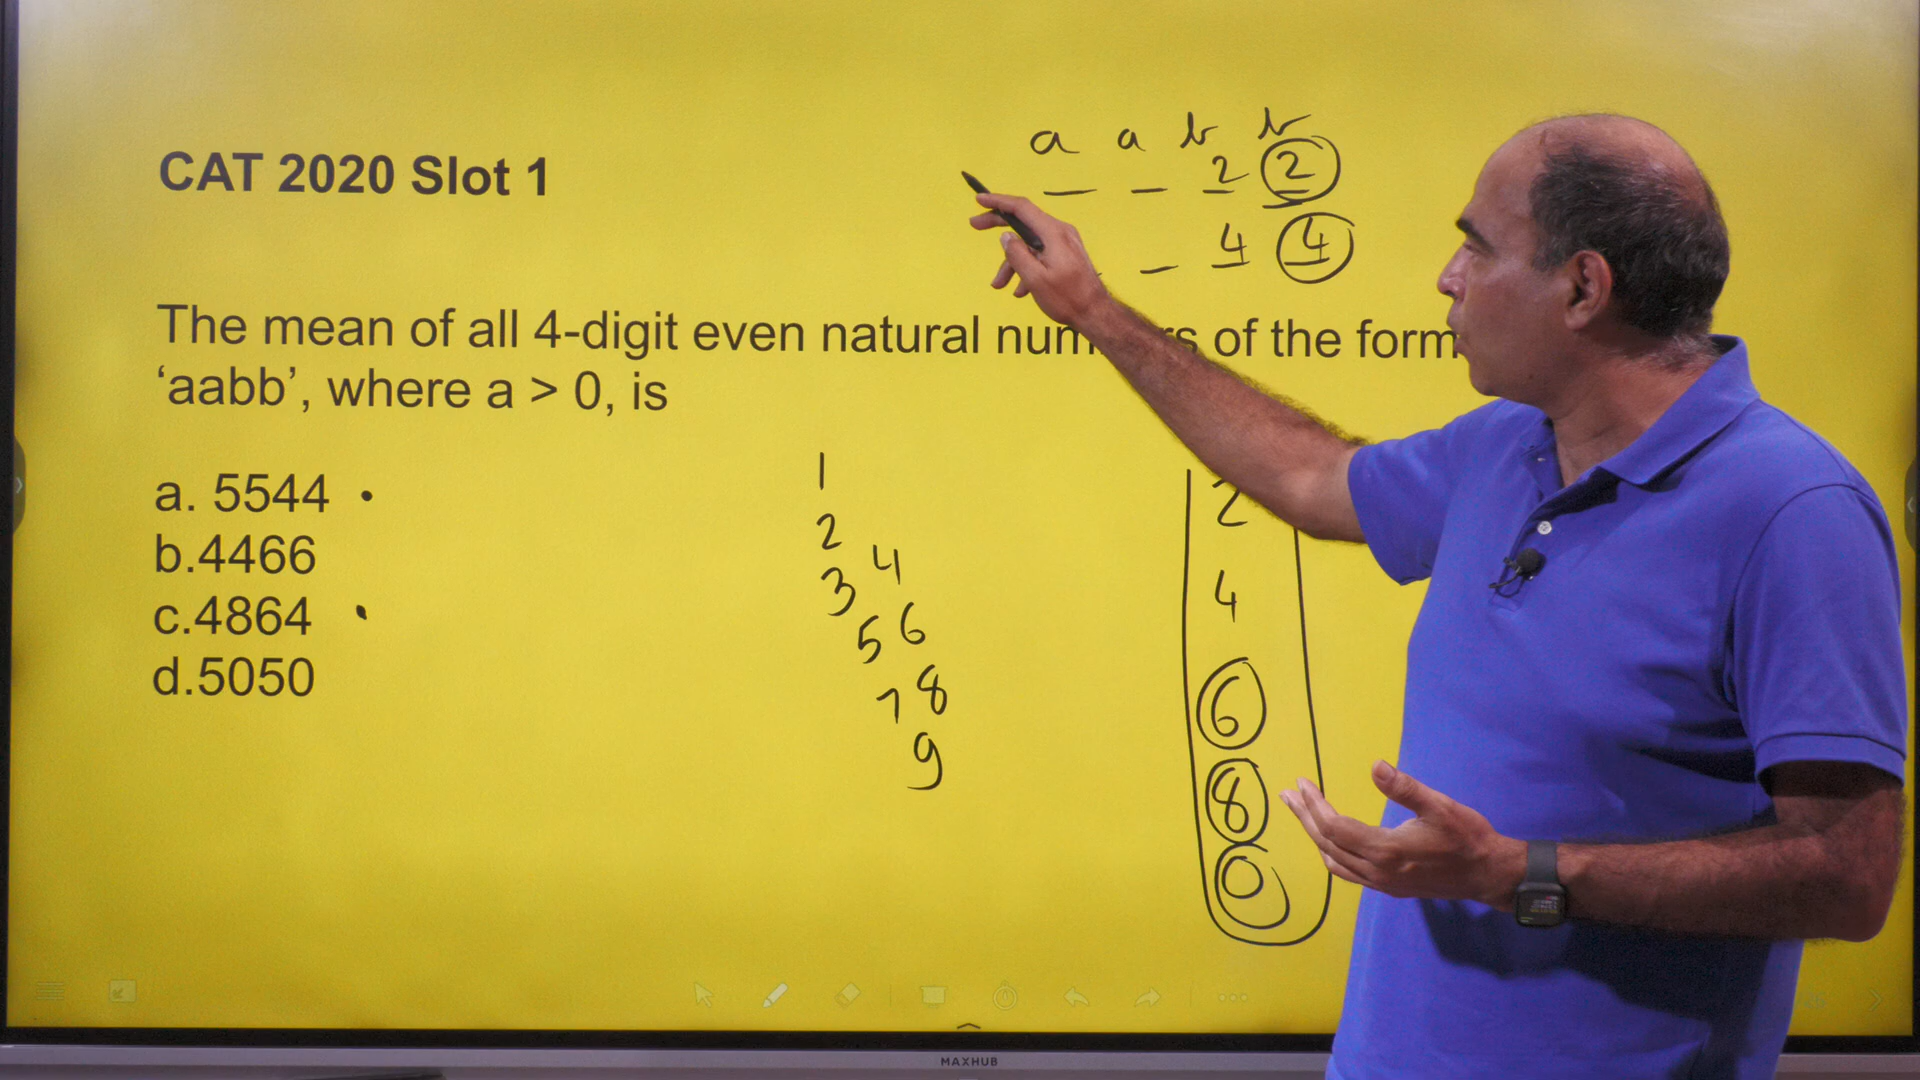 CAT 2020 Slot 1
a a b b
2 2
4 4
The mean of all 4-digit even natural of the form
‘aabb’, where a > 0, is
a. 5544 •
b.4466
c.4864 •
d.5050
1
2
3 4
5 6
7 8
9
2
4
6
8
0
MAXHUB